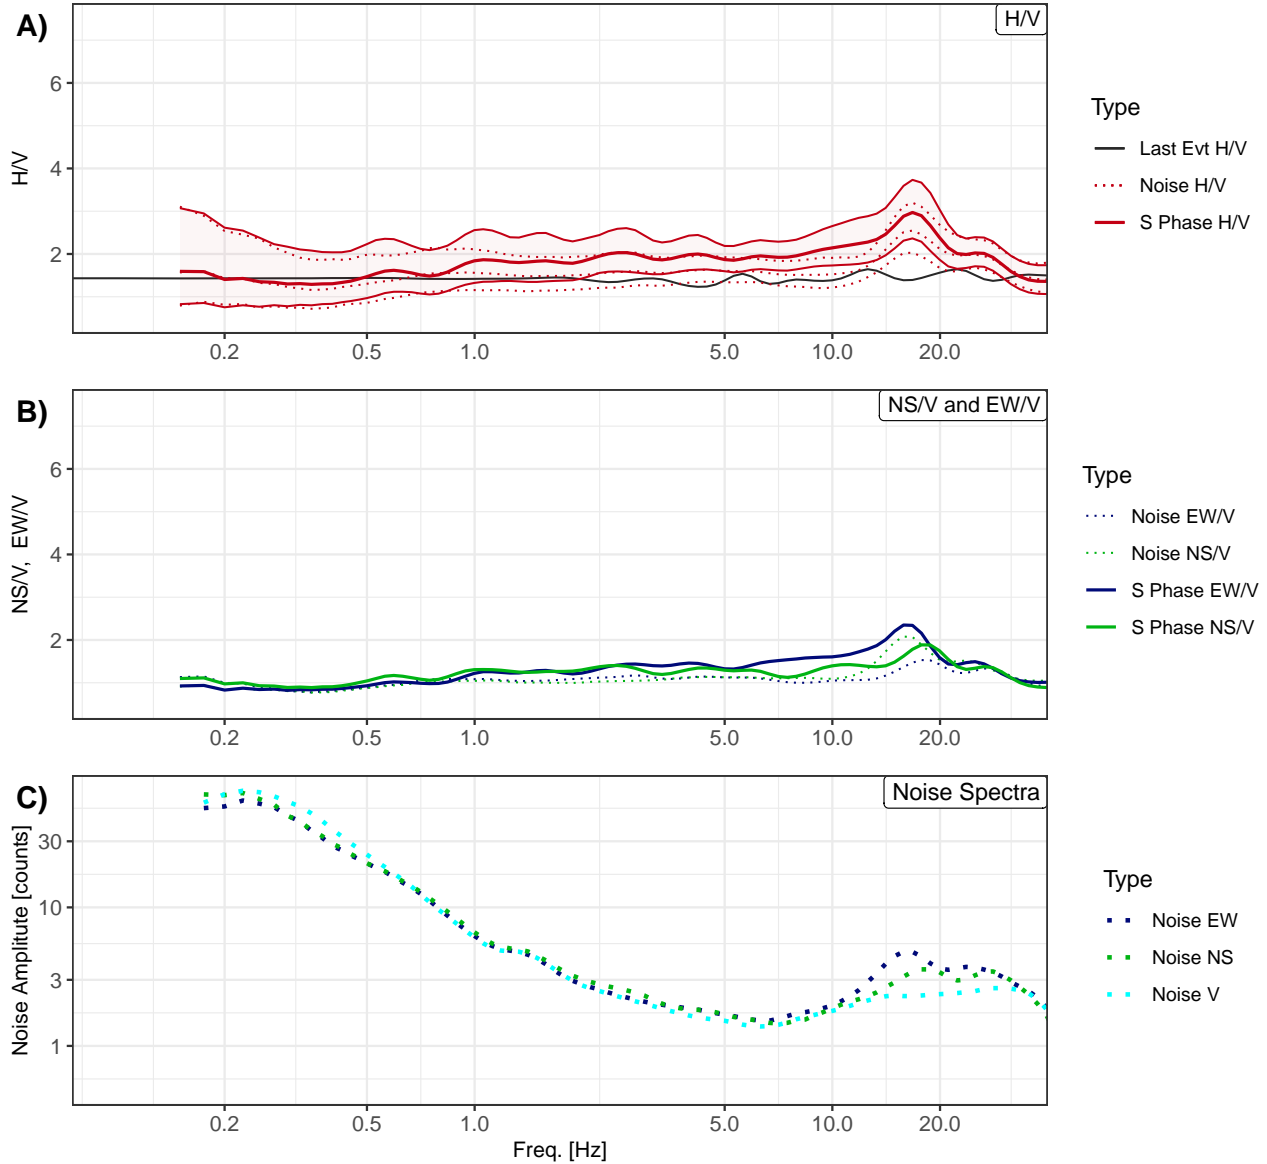 A)
H/V
6
4
2
H/V
0.2 0.5 1.0 5.0 10.0 20.0
Type
Last Evt H/V
Noise H/V
S Phase H/V
B)
NS/V and EW/V
6
4
2
NS/V, EW/V
0.2 0.5 1.0 5.0 10.0 20.0
Type
Noise EW/V
Noise NS/V
S Phase EW/V
S Phase NS/V
C)
Noise Spectra
30
10
3
1
Noise Amplitude [counts]
0.2 0.5 1.0 5.0 10.0 20.0
Freq. [Hz]
Type
Noise EW
Noise NS
Noise V